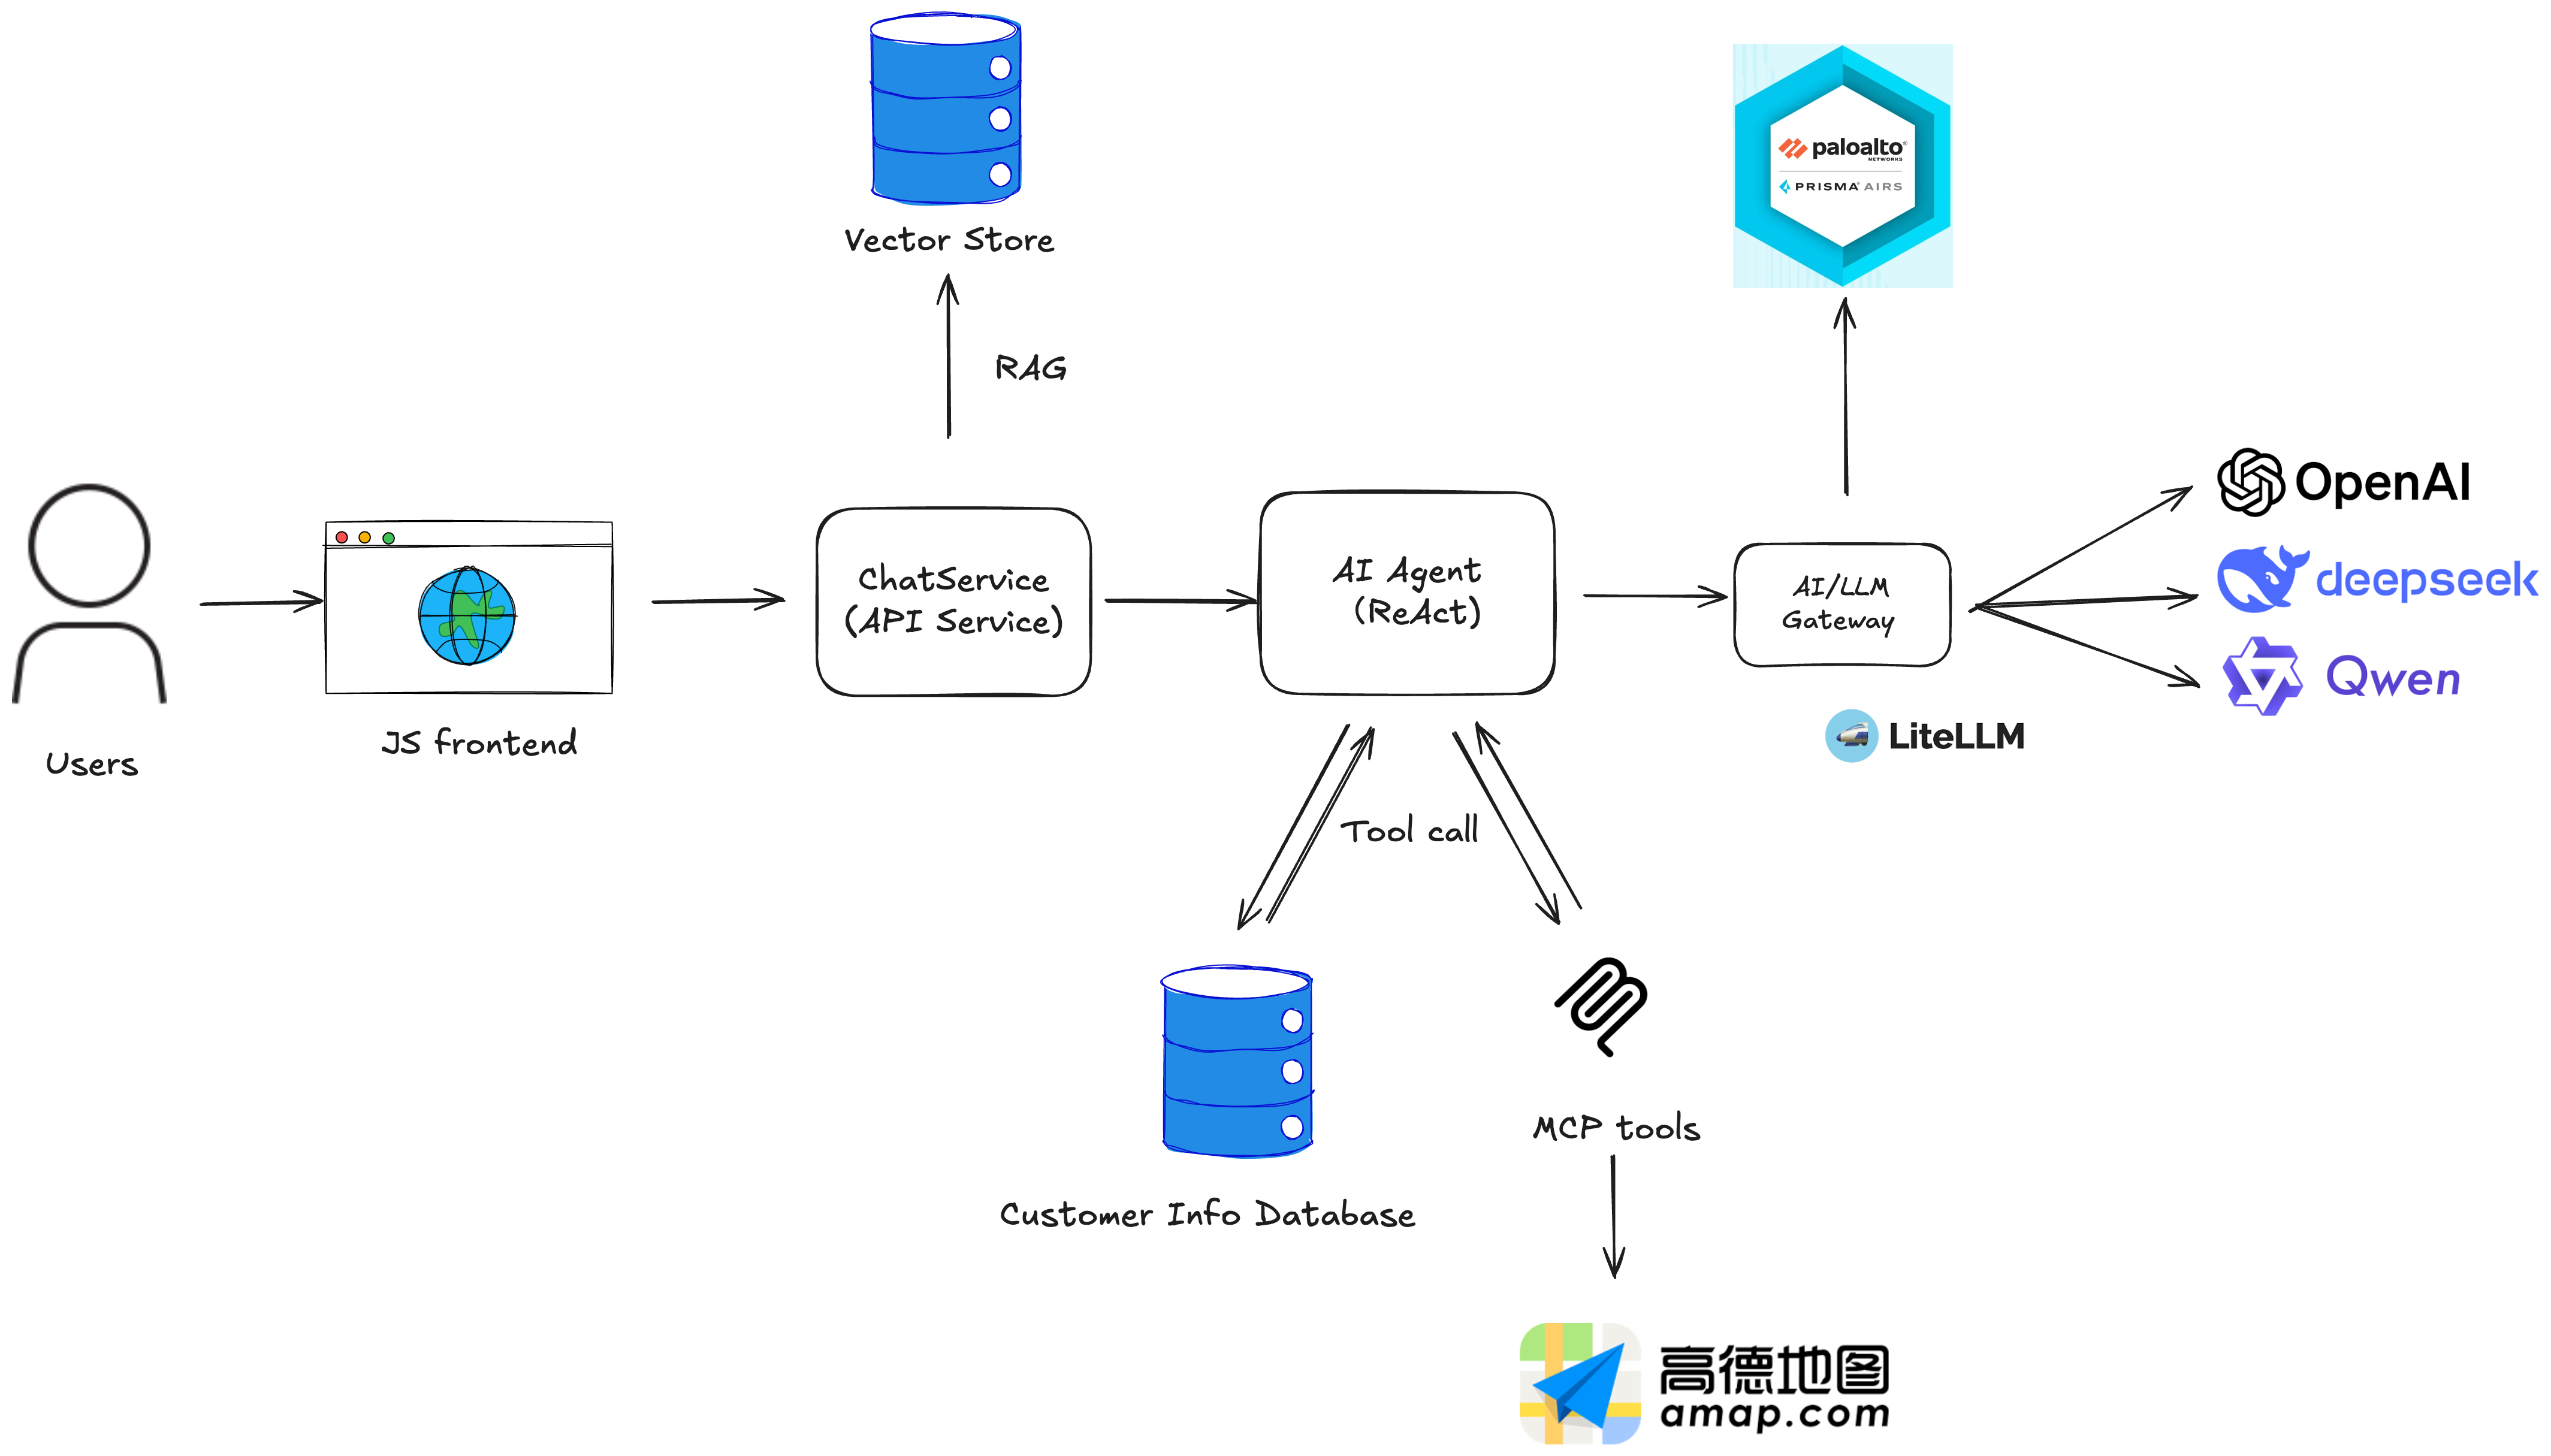 Vector Store
paloalto
NETWORKS
PRISMA AIRS
RAG
Users
JS frontend
ChatService
(API Service)
AI Agent
(ReAct)
AI/LLM
Gateway
LiteLLM
OpenAI
deepseek
Qwen
Tool call
Customer Info Database
MCP tools
高德地图
amap.com